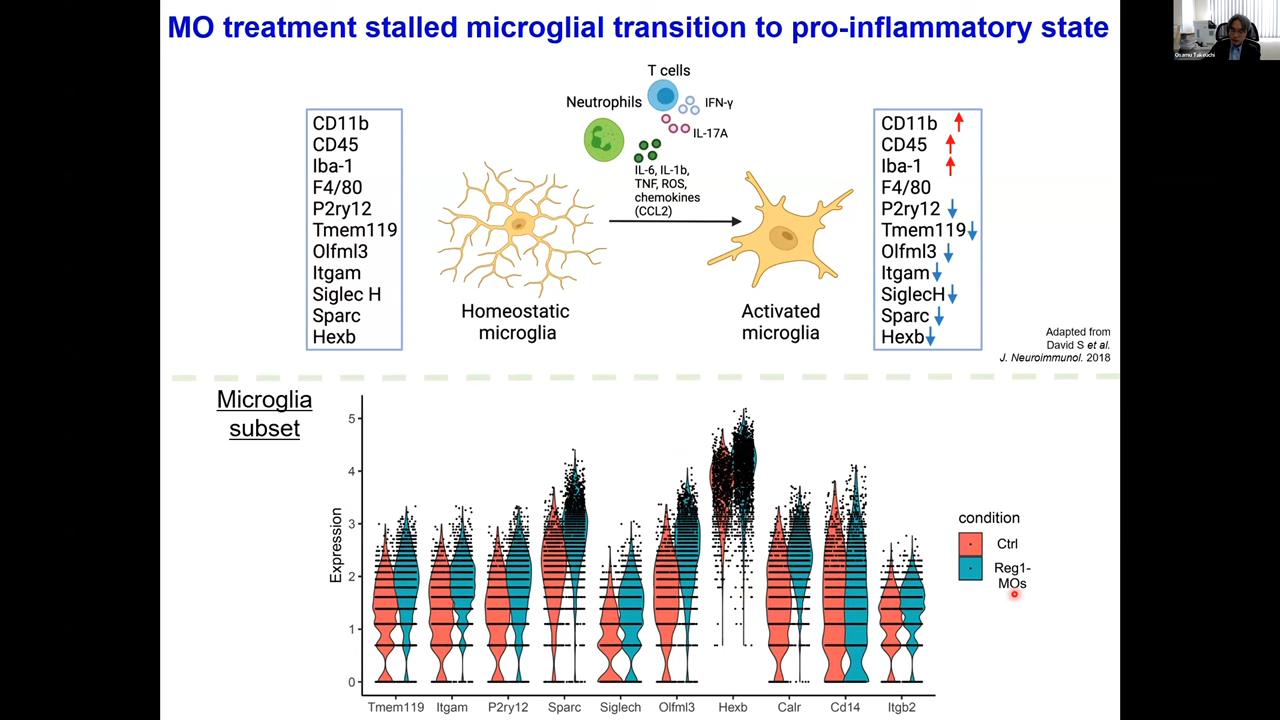 MO treatment stalled microglial transition to pro-inflammatory state
Osamu Takeuchi
T cells
Neutrophils
IFN-γ
IL-17A
IL-6, IL-1b,
TNF, ROS,
chemokines
(CCL2)
CD11b
CD45
Iba-1
F4/80
P2ry12
Tmem119
Olfml3
Itgam
Siglec H
Sparc
Hexb
Homeostatic
microglia
Activated
microglia
CD11b
CD45
Iba-1
F4/80
P2ry12
Tmem119
Olfml3
Itgam
SiglecH
Sparc
Hexb
Adapted from
David S et al.
J. Neuroimmunol. 2018
Microglia
subset
Expression
5
4
3
2
1
0
Tmem119 Itgam P2ry12 Sparc Siglech Olfml3 Hexb Calr Cd14 Itgb2
condition
Ctrl
Reg1-
MOs